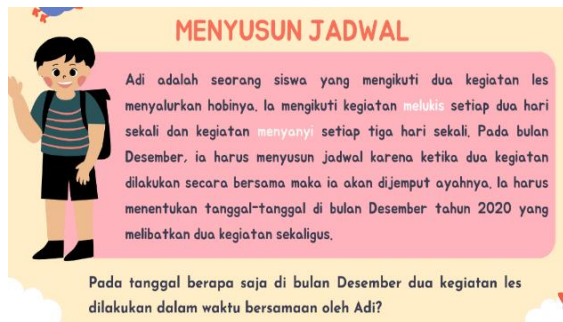 MENYUSUN JADWAL
Adi adalah seorang siswa yang mengikuti dua kegiatan les
menyalurkan hobinya. Ia mengikuti kegiatan melukis setiap dua hari
sekali dan kegiatan menyanyi setiap tiga hari sekali. Pada bulan
Desember, ia harus menyusun jadwal karena ketika dua kegiatan
dilakukan secara bersama maka ia akan dijemput ayahnya. Ia harus
menentukan tanggal-tanggal di bulan Desember tahun 2020 yang
melibatkan dua kegiatan sekaligus.
Pada tanggal berapa saja di bulan Desember dua kegiatan les
dilakukan dalam waktu bersamaan oleh Adi?